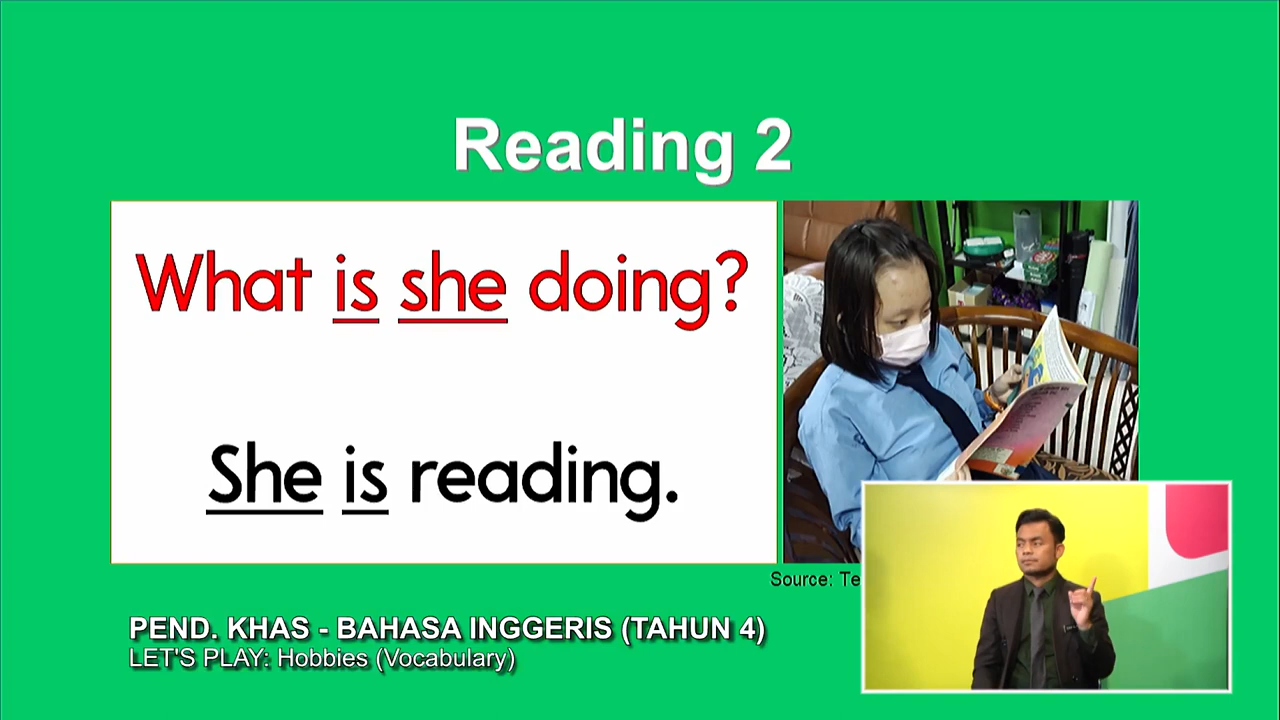 Reading 2
What is she doing?
She is reading.
Source:
PEND. KHAS - BAHASA INGGERIS (TAHUN 4)
LET'S PLAY: Hobbies (Vocabulary)